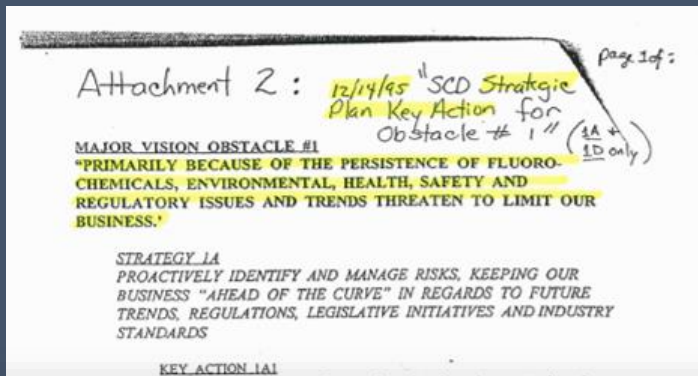 page 1 of :
Attachment 2 : 12/14/95 "SCD Strategic
Plan Key Action for
Obstacle # 1" (1A +
1D only)
MAJOR VISION OBSTACLE #1
"PRIMARILY BECAUSE OF THE PERSISTENCE OF FLUORO-
CHEMICALS, ENVIRONMENTAL, HEALTH, SAFETY AND
REGULATORY ISSUES AND TRENDS THREATEN TO LIMIT OUR
BUSINESS."
STRATEGY 1A
PROACTIVELY IDENTIFY AND MANAGE RISKS, KEEPING OUR
BUSINESS "AHEAD OF THE CURVE" IN REGARDS TO FUTURE
TRENDS, REGULATIONS, LEGISLATIVE INITIATIVES AND INDUSTRY
STANDARDS
KEY ACTION 1A1